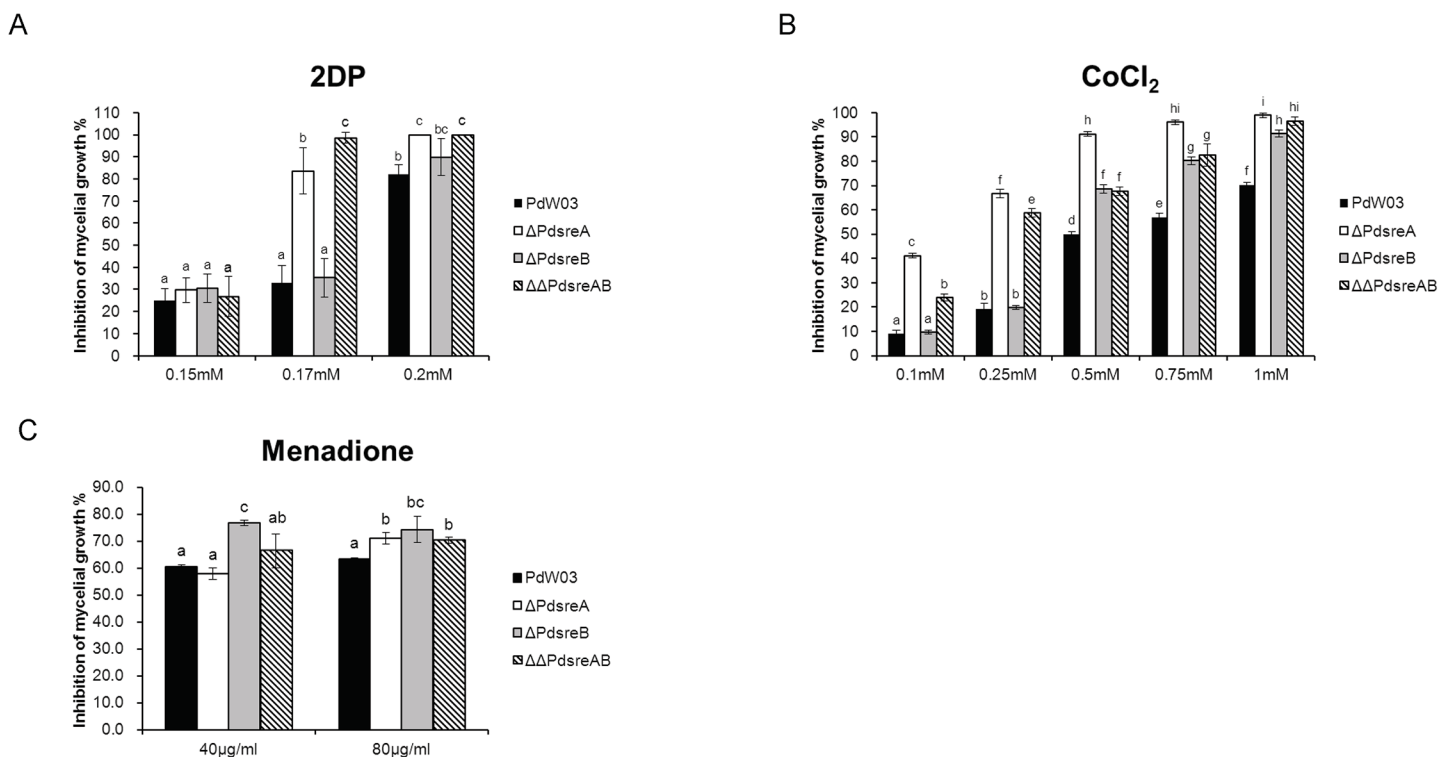 A
2DP
Inhibition of mycelial growth %
110
100
90
80
70
60
50
40
30
20
10
0
a a a a
a b a c
b c bc c
0.15mM 0.17mM 0.2mM
PdW03
ΔPdsreA
ΔPdsreB
ΔΔPdsreAB
B
CoCl₂
Inhibition of mycelial growth %
100
90
80
70
60
50
40
30
20
10
0
a c a b
b f b e
d h f f
e hi g g
f i h hi
0.1mM 0.25mM 0.5mM 0.75mM 1mM
PdW03
ΔPdsreA
ΔPdsreB
ΔΔPdsreAB
C
Menadione
Inhibition of mycelial growth %
90.0
80.0
70.0
60.0
50.0
40.0
30.0
20.0
10.0
0.0
a a c ab
a b bc b
40µg/ml 80µg/ml
PdW03
ΔPdsreA
ΔPdsreB
ΔΔPdsreAB